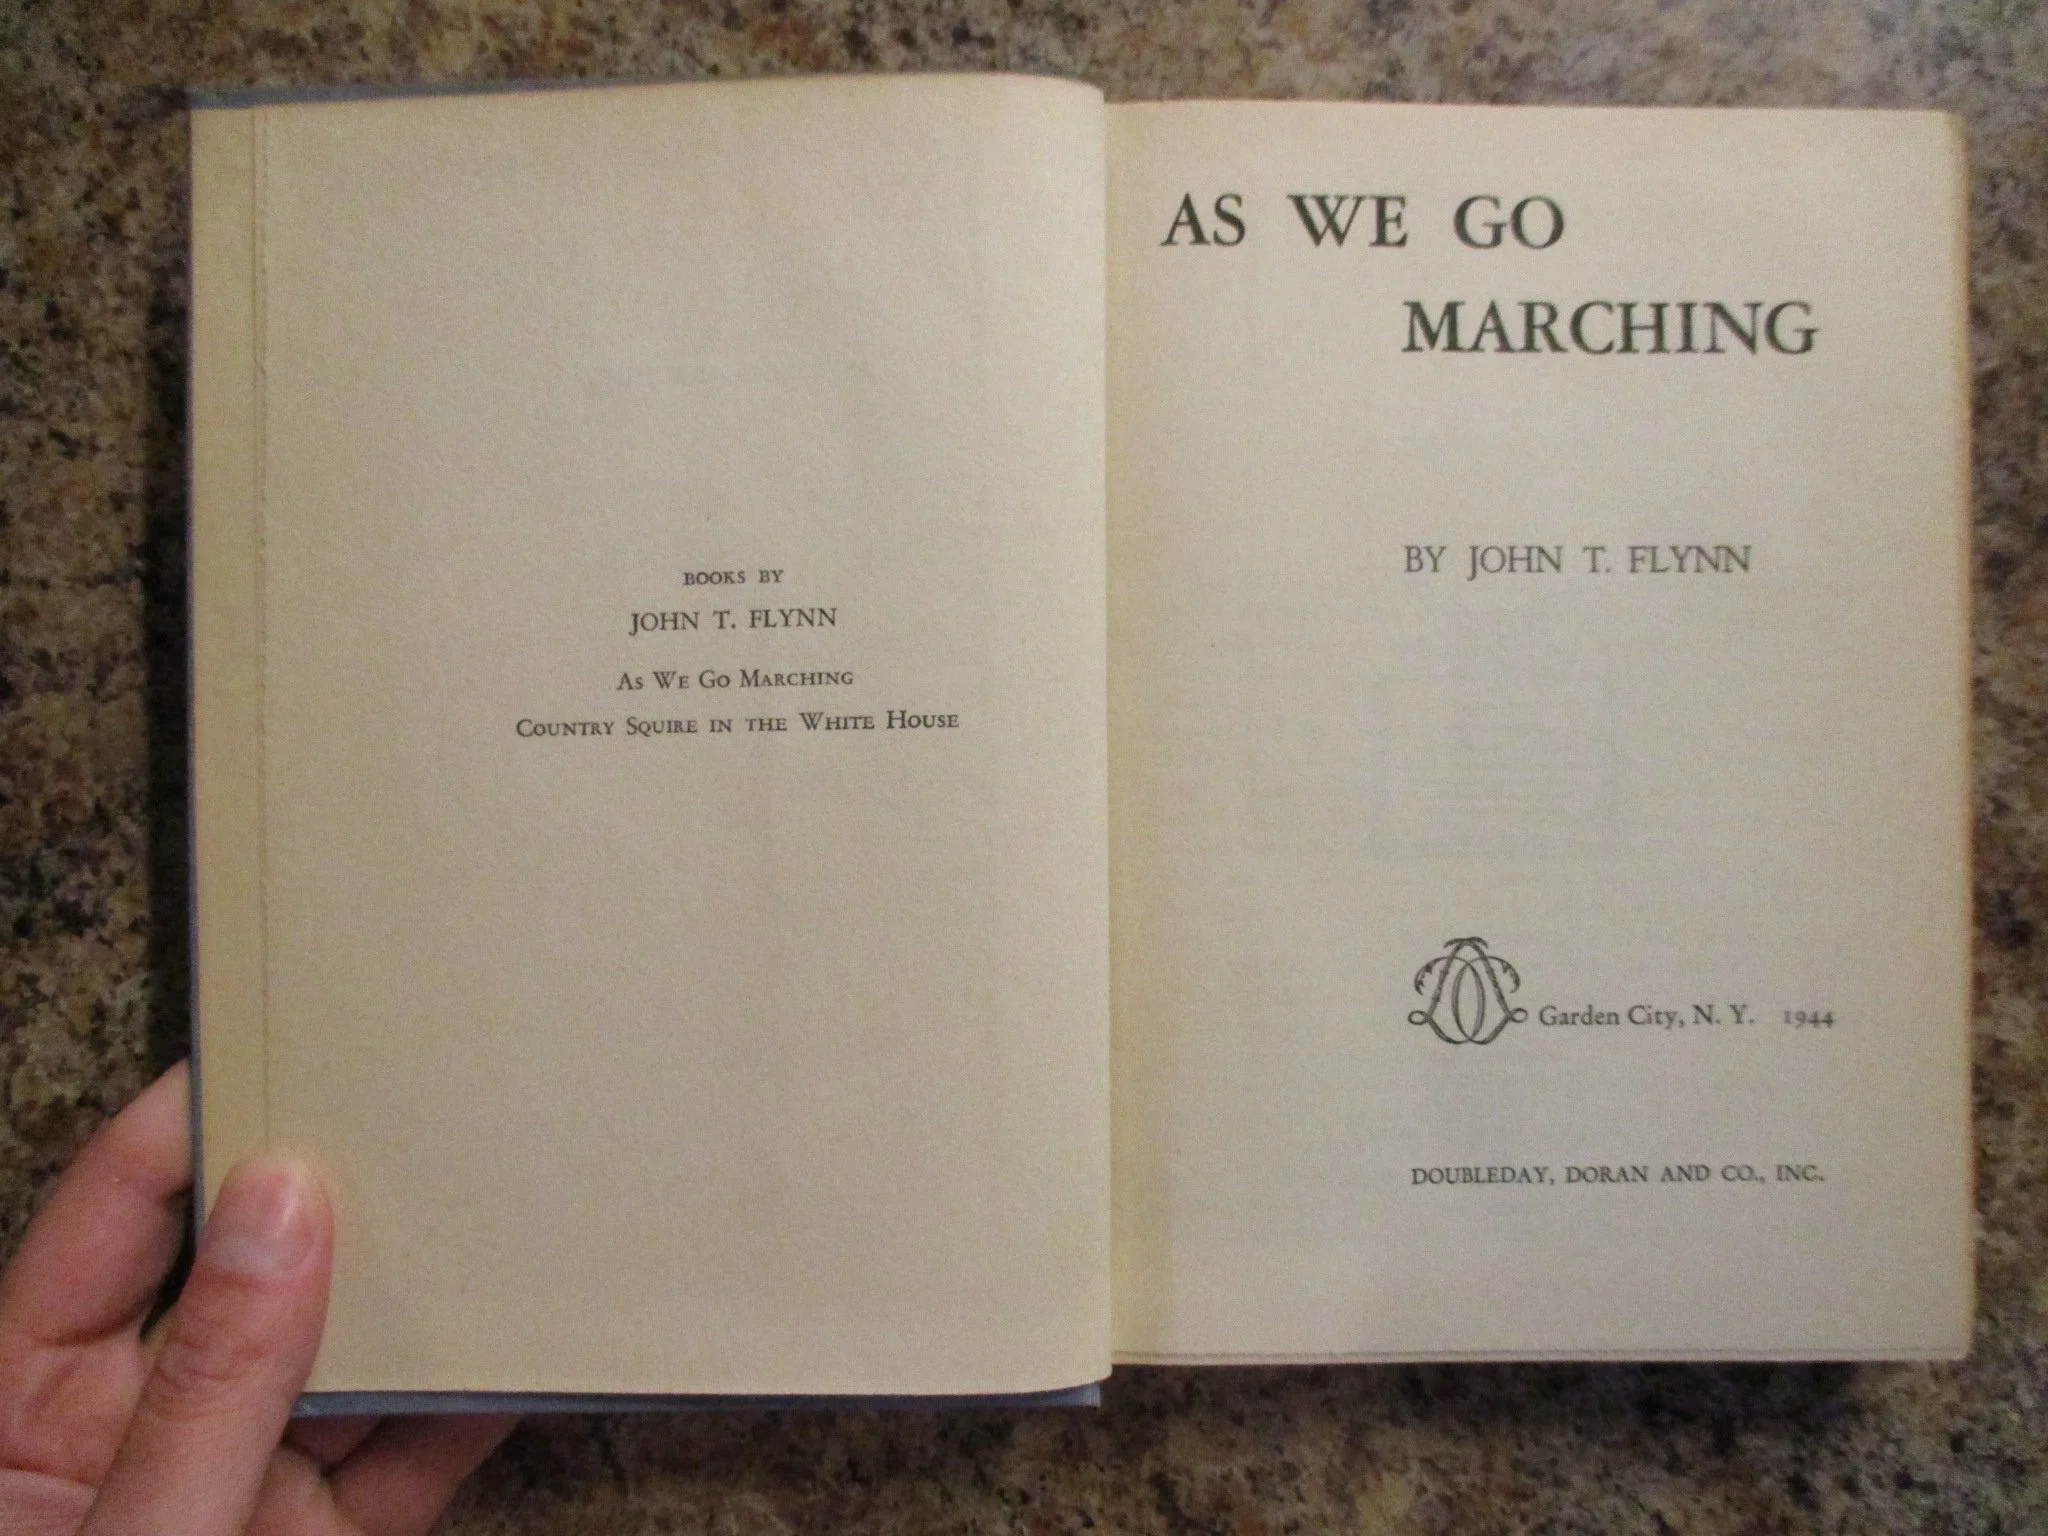 BOOKS BY
JOHN T. FLYNN
As We Go Marching
Country Squire in the White House
AS WE GO
MARCHING
BY JOHN T. FLYNN
Garden City, N. Y. 1944
DOUBLEDAY, DORAN AND CO., INC.